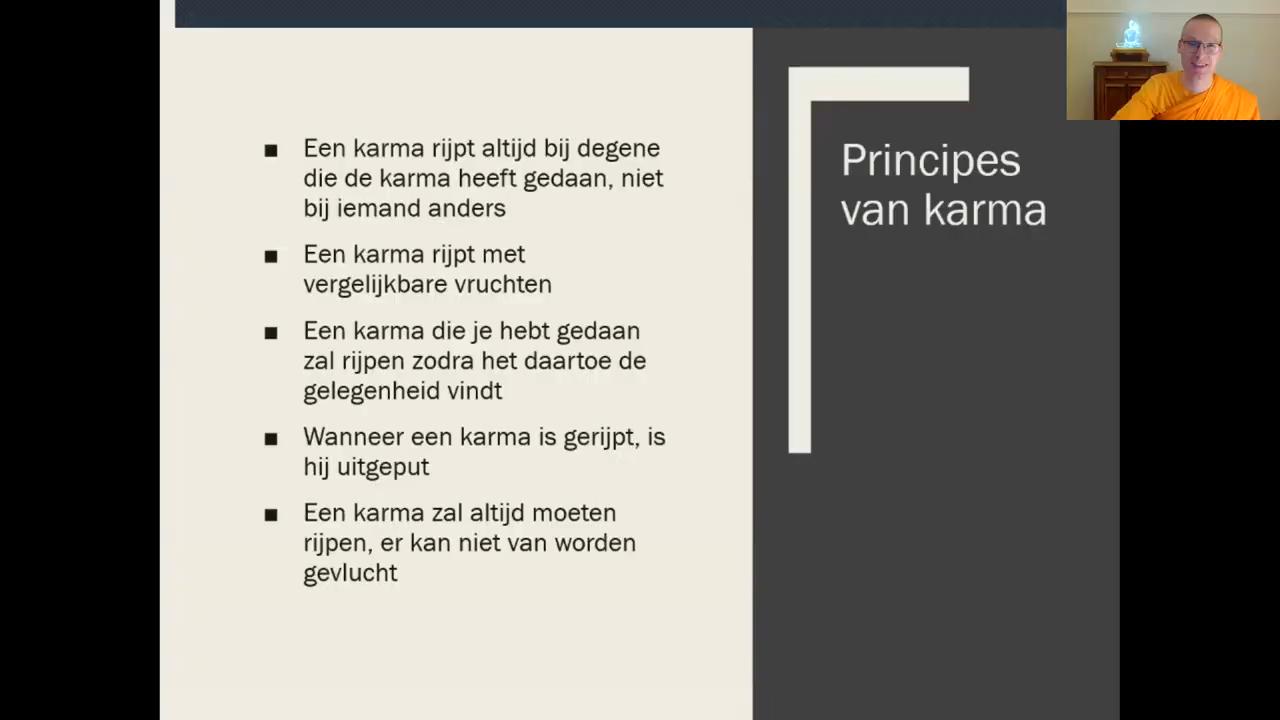 Een karma rijpt altijd bij degene
die de karma heeft gedaan, niet
bij iemand anders
Een karma rijpt met
vergelijkbare vruchten
Een karma die je hebt gedaan
zal rijpen zodra het daartoe de
gelegenheid vindt
Wanneer een karma is gerijpt, is
hij uitgeput
Een karma zal altijd moeten
rijpen, er kan niet van worden
gevlucht
Principes
van karma